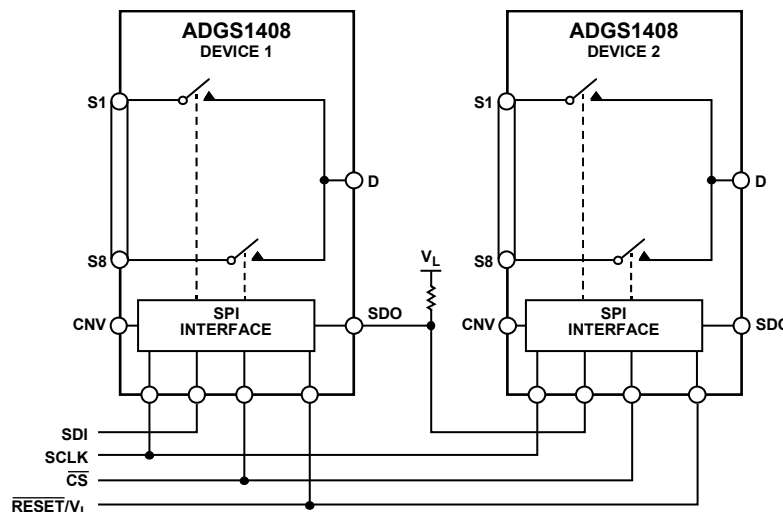 ADGS1408
DEVICE 1
S1
D
S8
CNV
SPI
INTERFACE
SDO
VL
ADGS1408
DEVICE 2
S1
D
S8
CNV
SPI
INTERFACE
SDO
SDI
SCLK
CS
RESET/VL